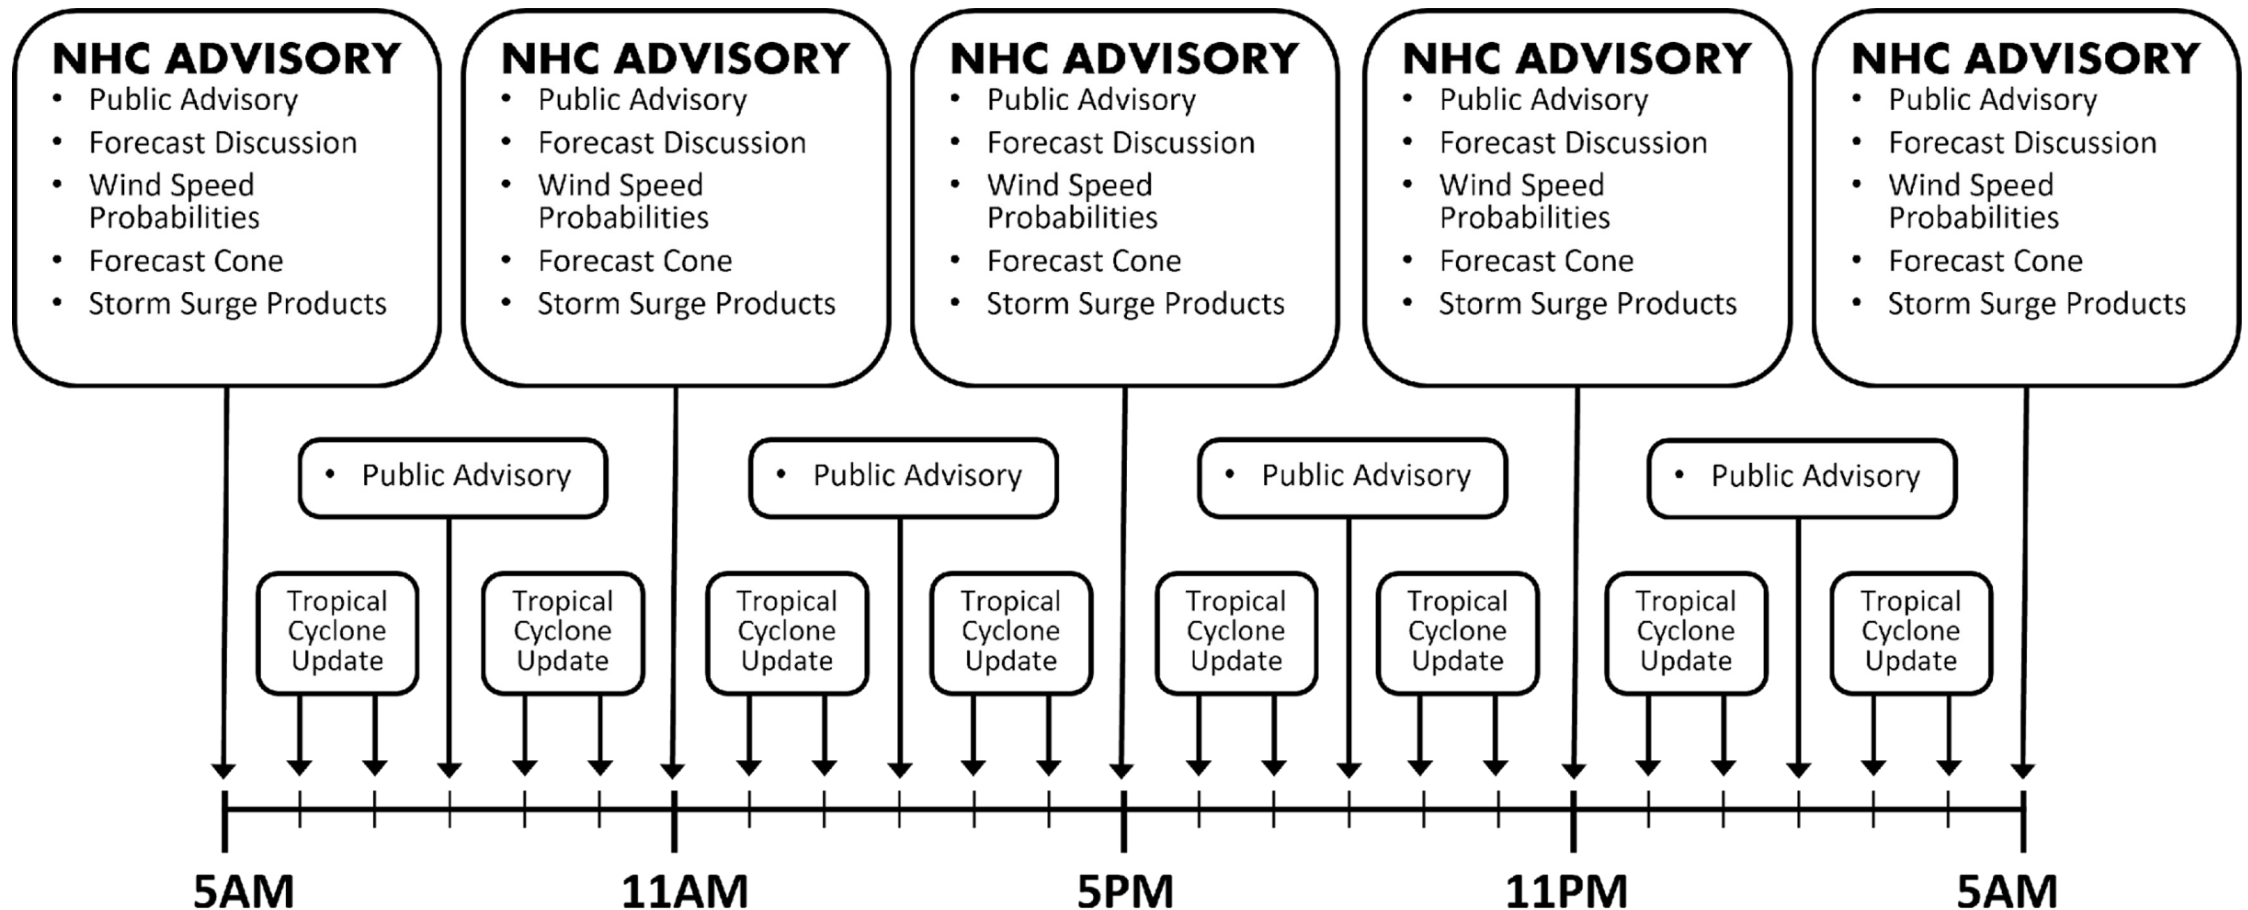 NHC ADVISORY
• Public Advisory
• Forecast Discussion
• Wind Speed
Probabilities
• Forecast Cone
• Storm Surge Products
NHC ADVISORY
• Public Advisory
• Forecast Discussion
• Wind Speed
Probabilities
• Forecast Cone
• Storm Surge Products
NHC ADVISORY
• Public Advisory
• Forecast Discussion
• Wind Speed
Probabilities
• Forecast Cone
• Storm Surge Products
NHC ADVISORY
• Public Advisory
• Forecast Discussion
• Wind Speed
Probabilities
• Forecast Cone
• Storm Surge Products
NHC ADVISORY
• Public Advisory
• Forecast Discussion
• Wind Speed
Probabilities
• Forecast Cone
• Storm Surge Products
• Public Advisory
• Public Advisory
• Public Advisory
• Public Advisory
Tropical
Cyclone
Update
Tropical
Cyclone
Update
Tropical
Cyclone
Update
Tropical
Cyclone
Update
Tropical
Cyclone
Update
Tropical
Cyclone
Update
Tropical
Cyclone
Update
Tropical
Cyclone
Update
5AM
11AM
5PM
11PM
5AM